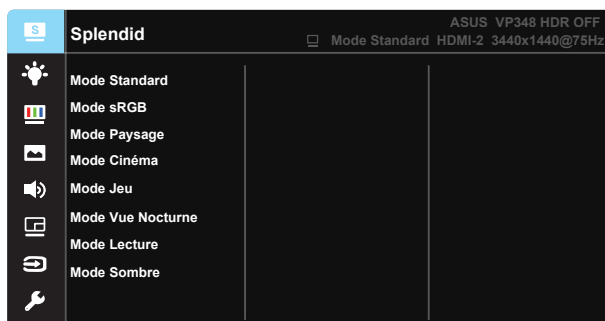 S
Splendid
ASUS VP348 HDR OFF
Mode Standard HDMI-2 3440x1440@75Hz
Mode Standard
Mode sRGB
Mode Paysage
Mode Cinéma
Mode Jeu
Mode Vue Nocturne
Mode Lecture
Mode Sombre